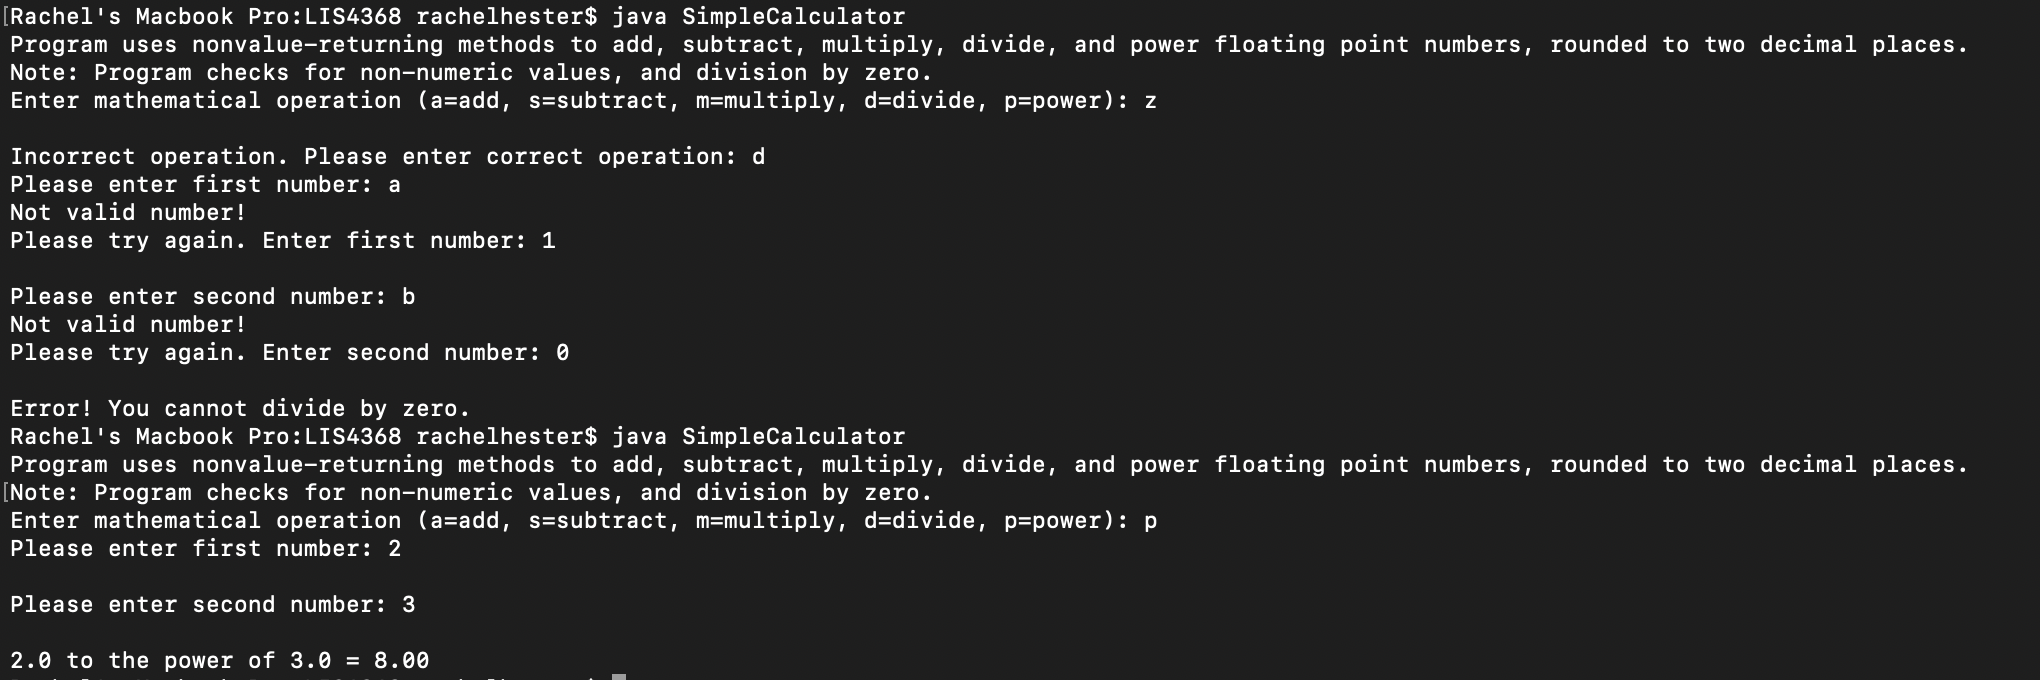 [Rachel's Macbook Pro:LIS4368 rachelhester$ java SimpleCalculator
Program uses nonvalue-returning methods to add, subtract, multiply, divide, and power floating point numbers, rounded to two decimal places.
Note: Program checks for non-numeric values, and division by zero.
Enter mathematical operation (a=add, s=subtract, m=multiply, d=divide, p=power): z
Incorrect operation. Please enter correct operation: d
Please enter first number: a
Not valid number!
Please try again. Enter first number: 1
Please enter second number: b
Not valid number!
Please try again. Enter second number: 0
Error! You cannot divide by zero.
Rachel's Macbook Pro:LIS4368 rachelhester$ java SimpleCalculator
Program uses nonvalue-returning methods to add, subtract, multiply, divide, and power floating point numbers, rounded to two decimal places.
[Note: Program checks for non-numeric values, and division by zero.
Enter mathematical operation (a=add, s=subtract, m=multiply, d=divide, p=power): p
Please enter first number: 2
Please enter second number: 3
2.0 to the power of 3.0 = 8.00